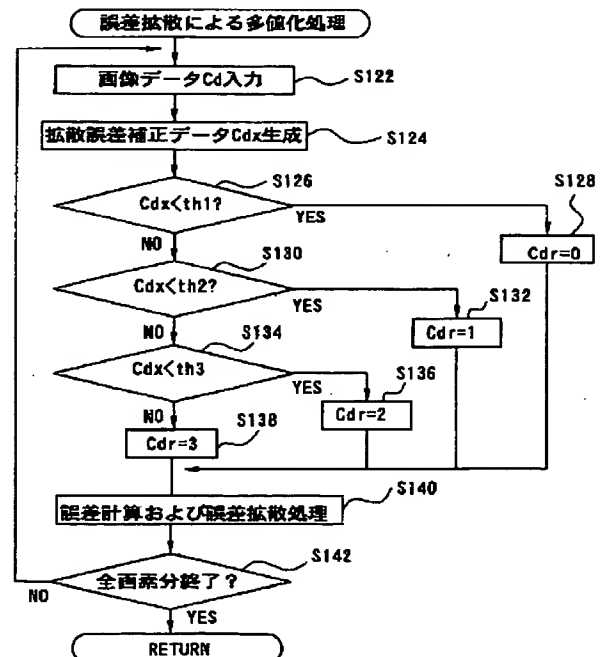 誤差拡散による多値化処理
画像データCd入力
S122
拡散誤差補正データCdx生成
S124
S126
Cdx<th1?
YES
S128
Cdr=0
NO
S130
Cdx<th2?
YES
S132
Cdr=1
NO
S134
Cdx<th3
YES
S136
Cdr=2
NO
S138
Cdr=3
S140
誤差計算および誤差拡散処理
S142
全画素分終了?
NO
YES
RETURN